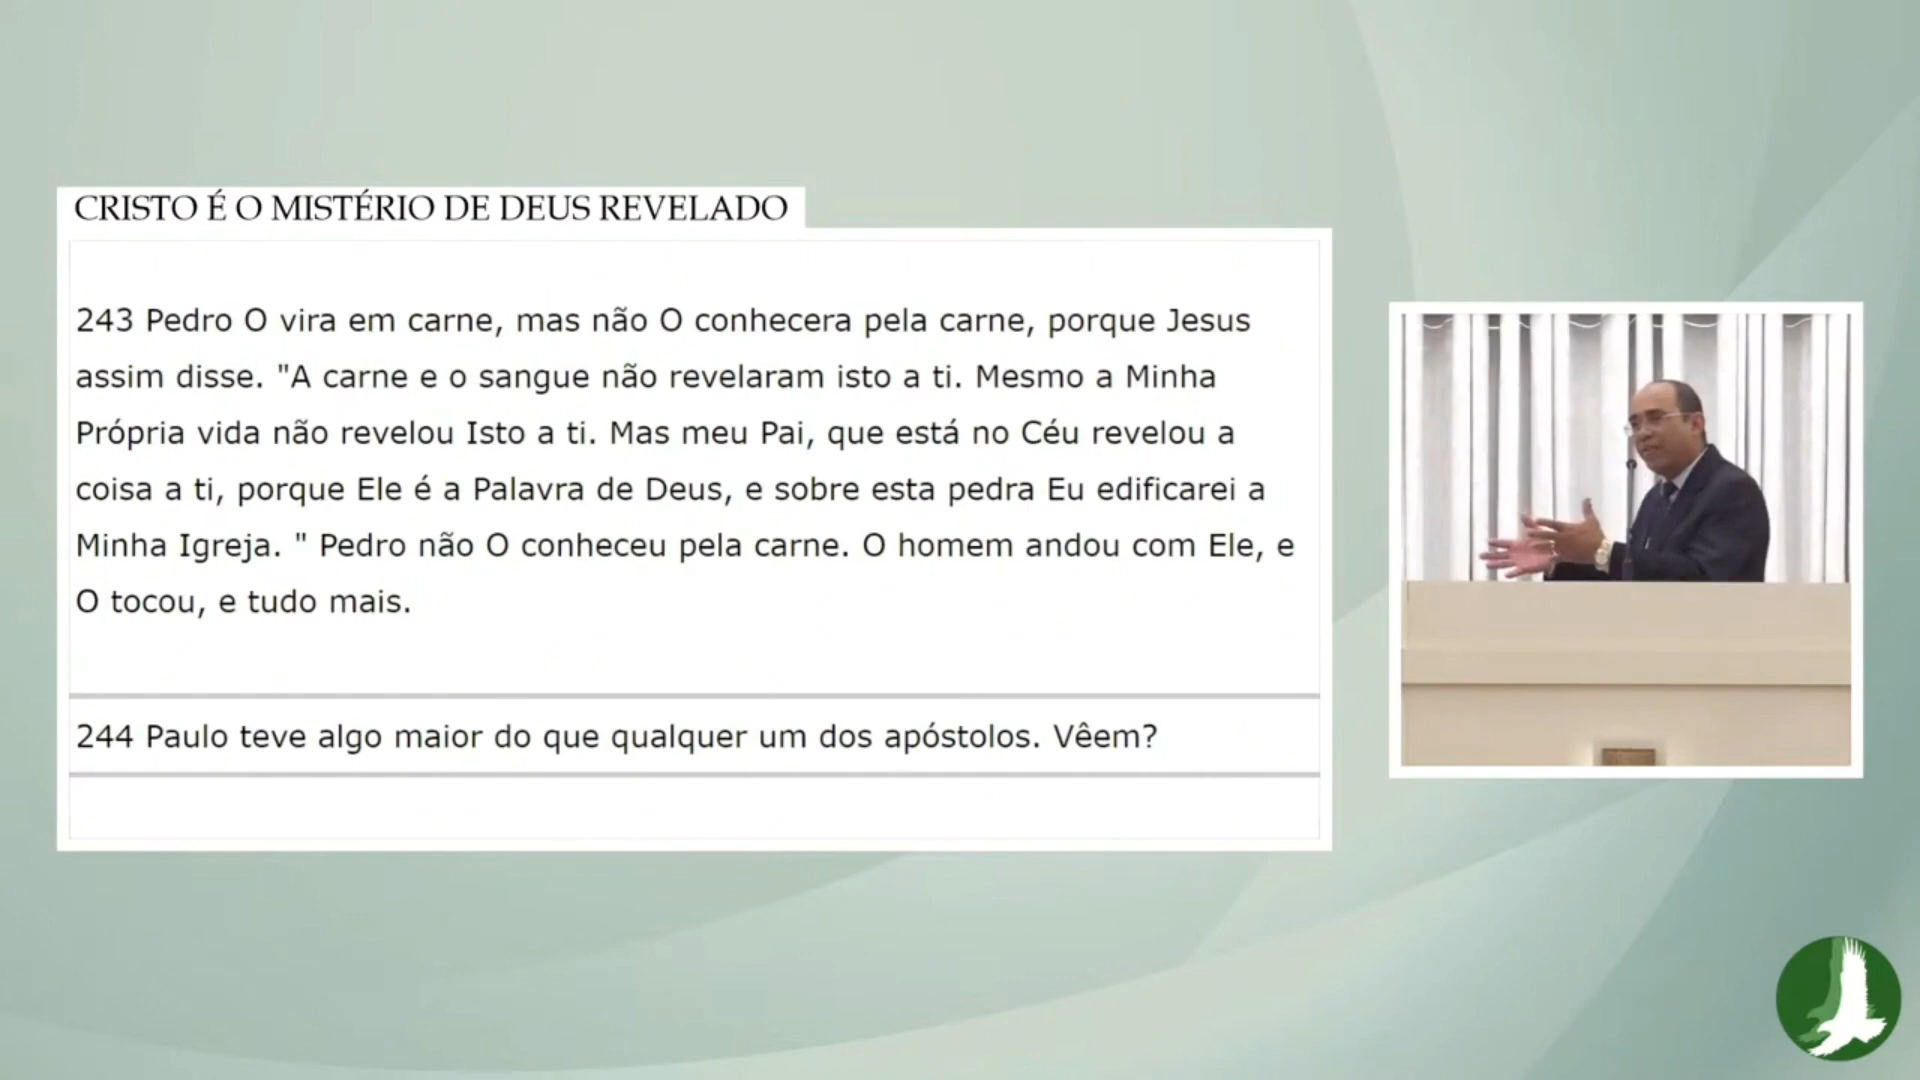 CRISTO É O MISTÉRIO DE DEUS REVELADO
243 Pedro O vira em carne, mas não O conhecera pela carne, porque Jesus
assim disse. "A carne e o sangue não revelaram isto a ti. Mesmo a Minha
Própria vida não revelou Isto a ti. Mas meu Pai, que está no Céu revelou a
coisa a ti, porque Ele é a Palavra de Deus, e sobre esta pedra Eu edificarei a
Minha Igreja. " Pedro não O conheceu pela carne. O homem andou com Ele, e
O tocou, e tudo mais.
244 Paulo teve algo maior do que qualquer um dos apóstolos. Vêem?